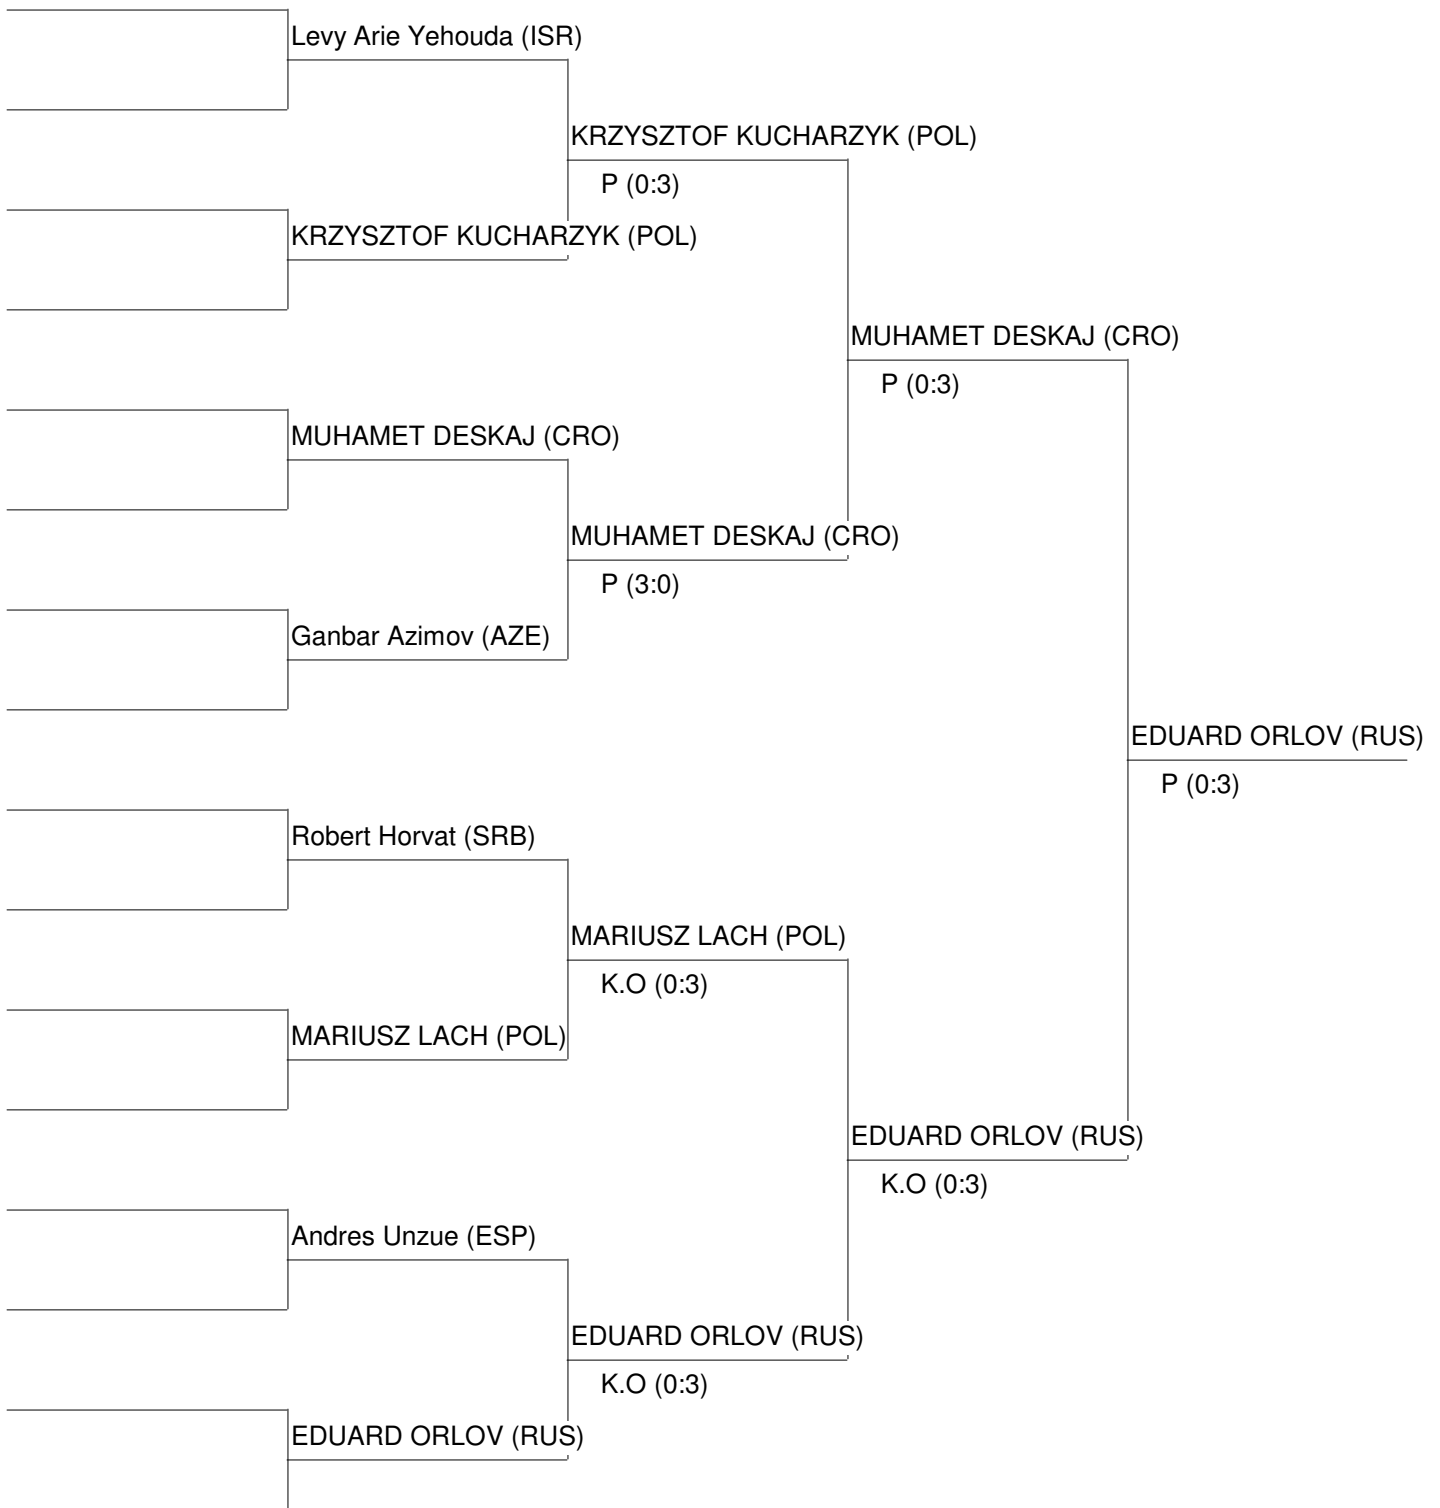 Levy Arie Yehouda (ISR)
KRZYSZTOF KUCHARZYK (POL)
P (0:3)
KRZYSZTOF KUCHARZYK (POL)
MUHAMET DESKAJ (CRO)
P (0:3)
MUHAMET DESKAJ (CRO)
MUHAMET DESKAJ (CRO)
P (3:0)
Ganbar Azimov (AZE)
EDUARD ORLOV (RUS)
P (0:3)
Robert Horvat (SRB)
MARIUSZ LACH (POL)
K.O (0:3)
MARIUSZ LACH (POL)
EDUARD ORLOV (RUS)
K.O (0:3)
Andres Unzue (ESP)
EDUARD ORLOV (RUS)
K.O (0:3)
EDUARD ORLOV (RUS)